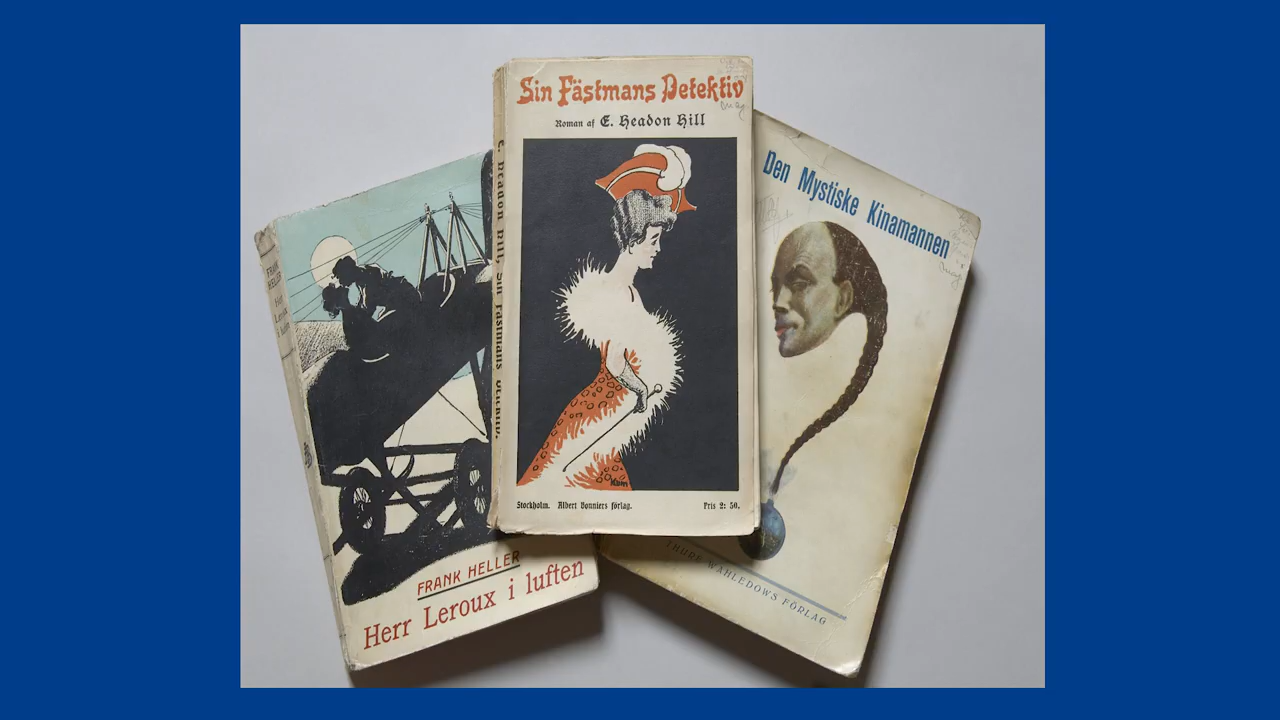 FRANK HELLER
Herr Leroux i luften
FRANK HELLER
Herr Leroux i luften
E. Headon Hill, Sin Fästmans Detektiv.
Sin Fästmans Detektiv
Roman af E. Headon Hill
Stockholm. Albert Bonniers förlag. Pris 2: 50.
Den Mystiske Kinamannen
THURE WAHLEDOWS FÖRLAG